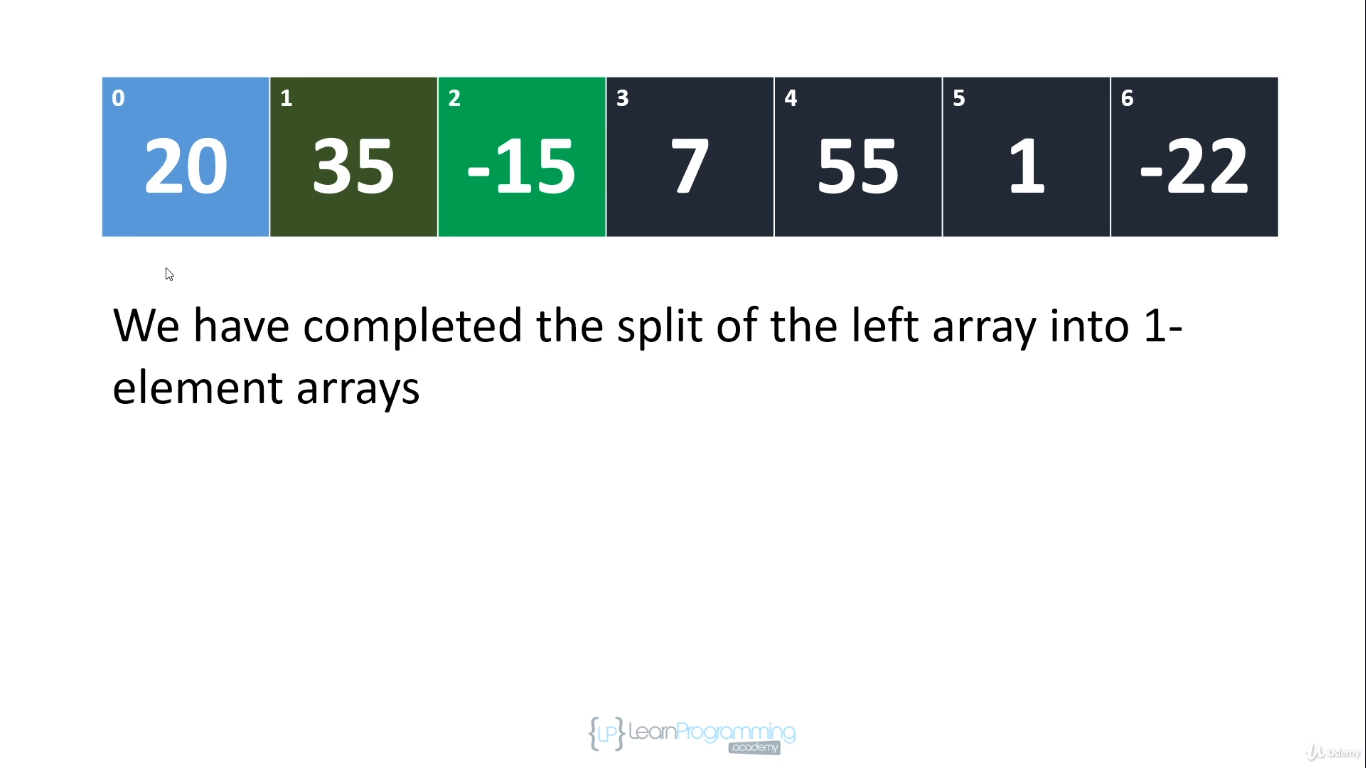 0 1 2 3 4 5 6
20 35 -15 7 55 1 -22
We have completed the split of the left array into 1-
element arrays
{LP} LearnProgramming
.academy
Udemy